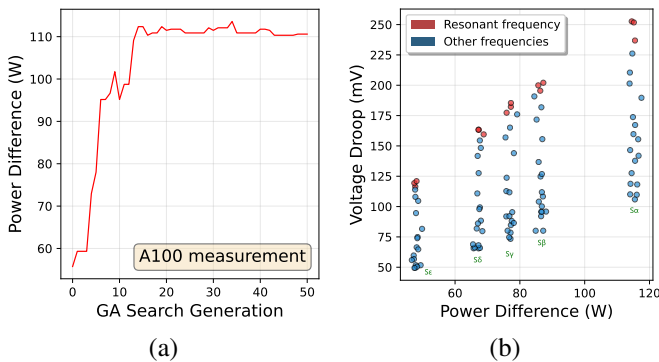 Power Difference (W)
110
100
90
80
70
60
A100 measurement
0 10 20 30 40 50
GA Search Generation
(a)
Voltage Droop (mV)
250
225
200
175
150
125
100
75
50
Resonant frequency
Other frequencies
Sε
Sδ
Sγ
Sβ
Sα
60 80 100 120
Power Difference (W)
(b)